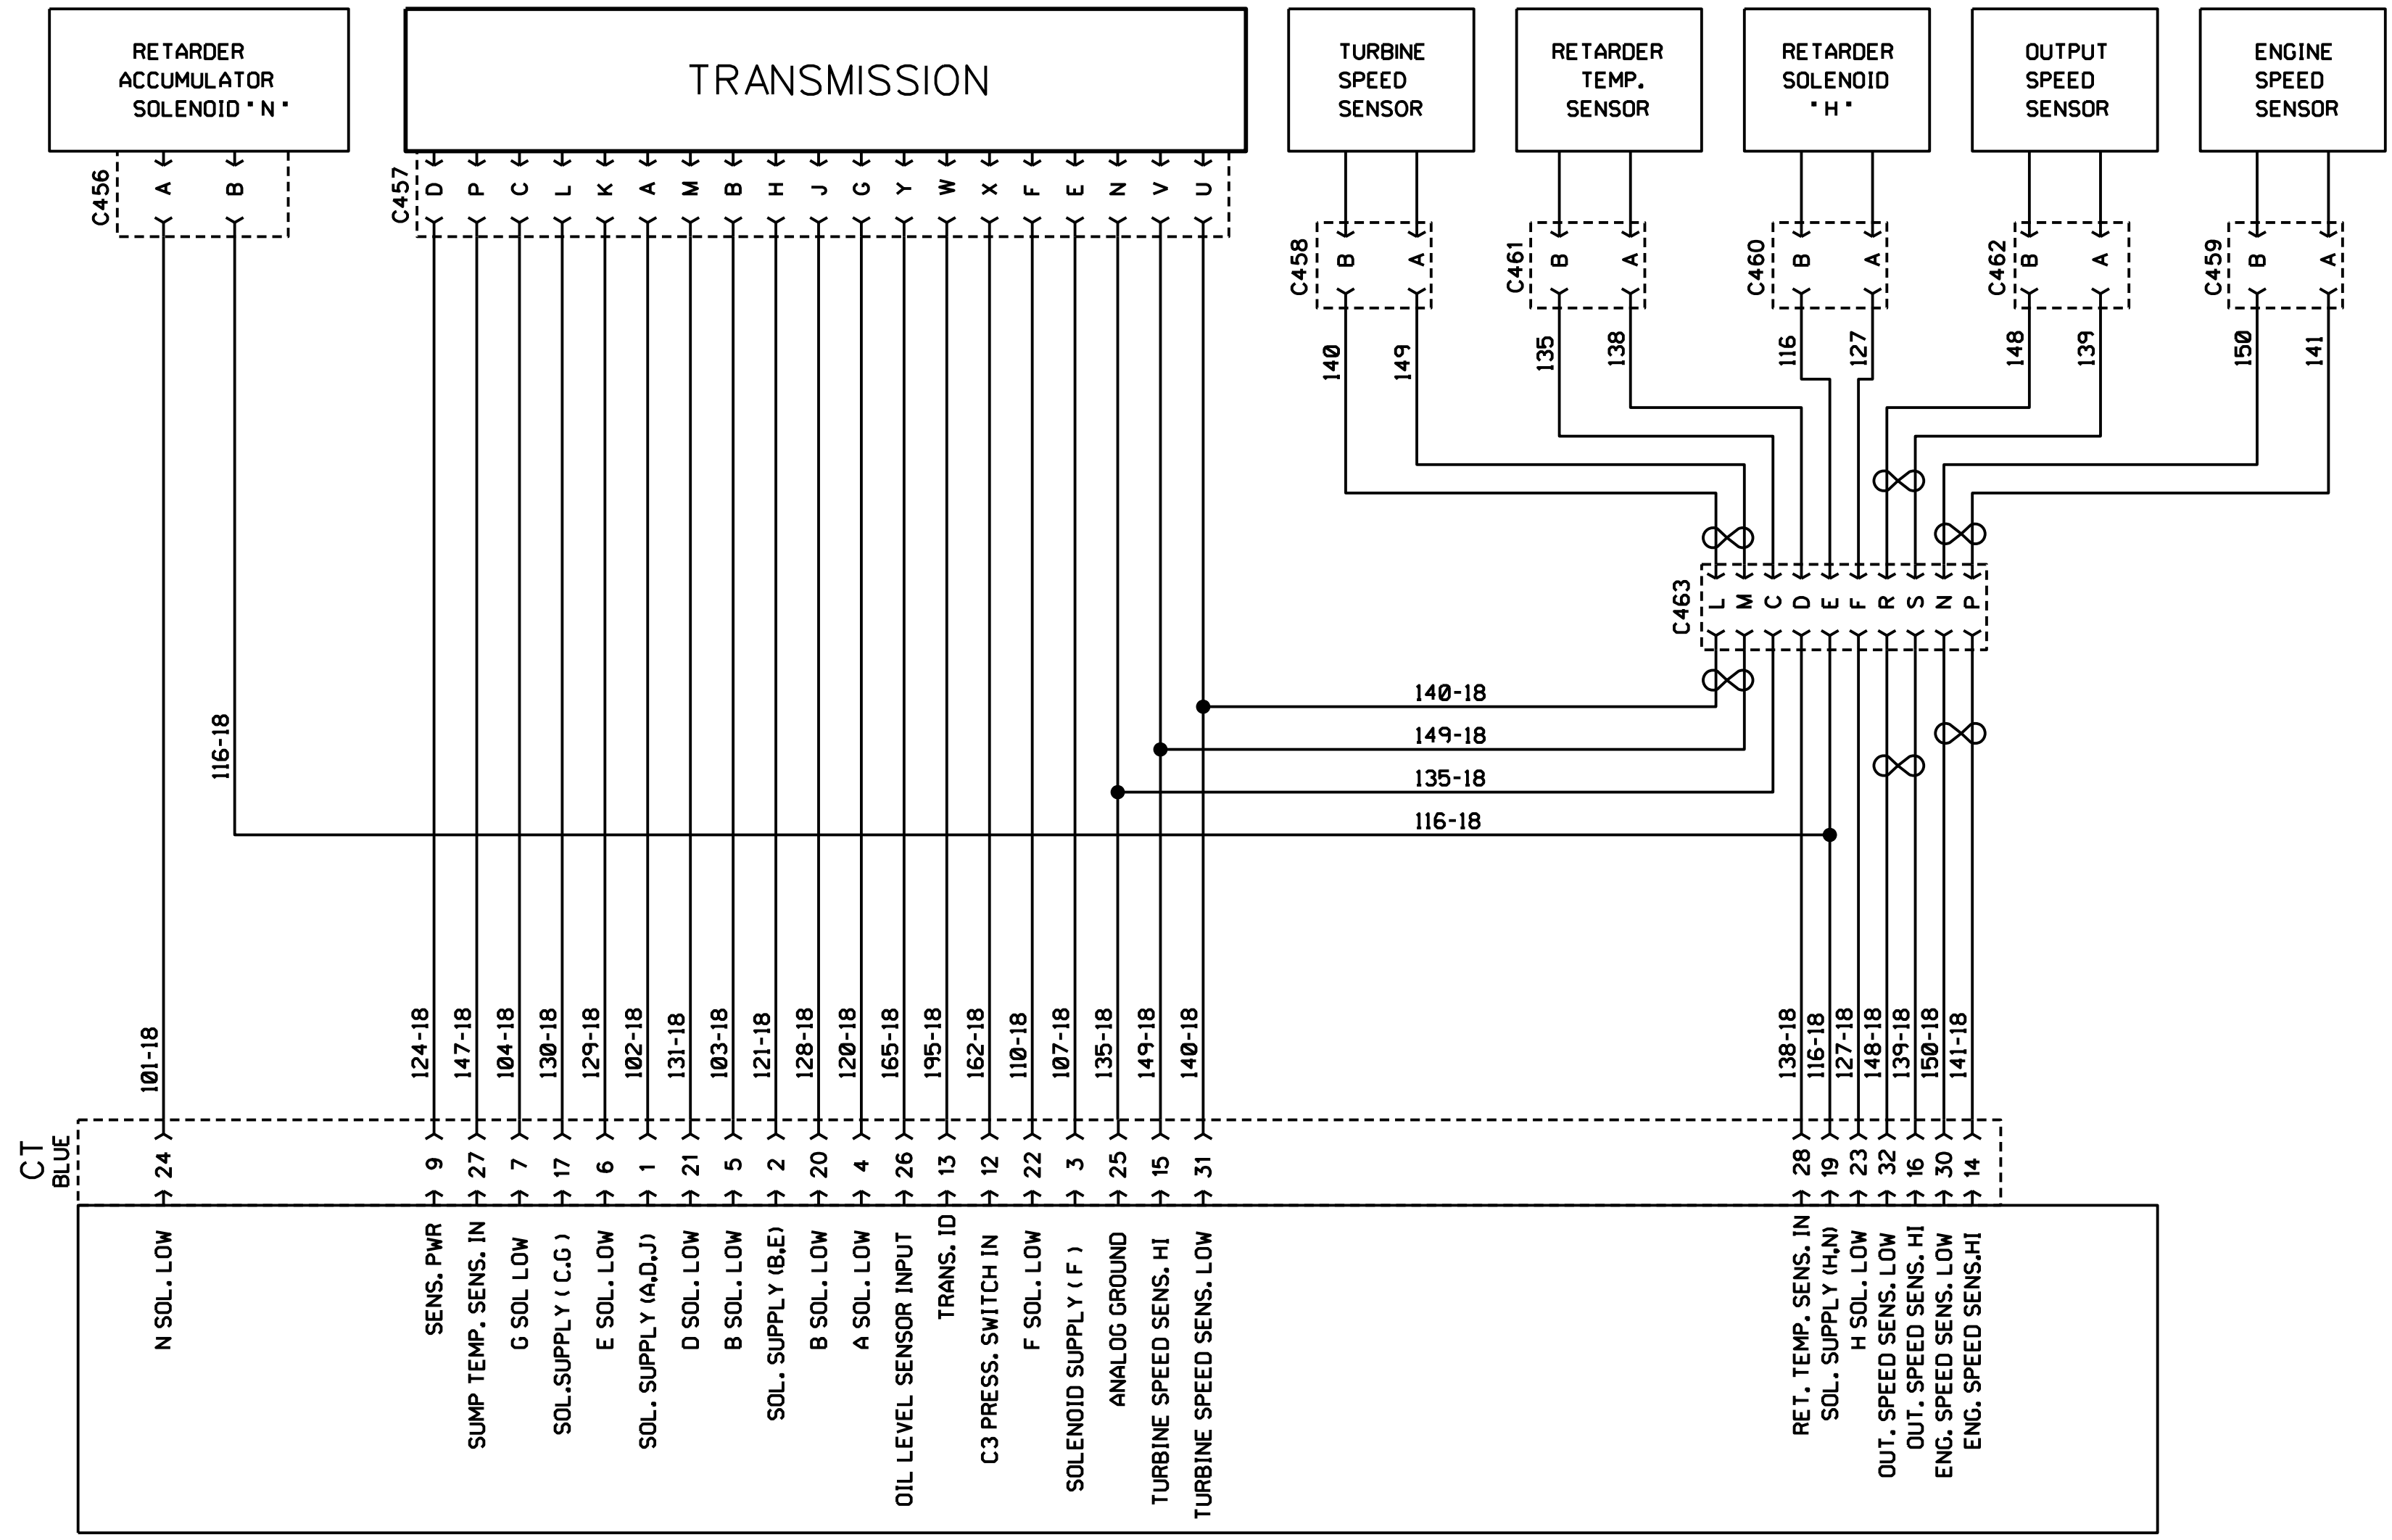 RETARDER
ACCUMULATOR
SOLENOID "N"
TRANSMISSION
TURBINE
SPEED
SENSOR
RETARDER
TEMP.
SENSOR
RETARDER
SOLENOID
"H"
OUTPUT
SPEED
SENSOR
ENGINE
SPEED
SENSOR
C456
A
B
C457
D
P
C
L
K
A
M
B
H
J
G
Y
W
X
F
E
N
V
U
C458
B
A
C461
B
A
C460
B
A
C462
B
A
C459
B
A
140
149
135
138
116
127
148
139
150
141
C463
L
M
C
D
E
F
R
S
N
P
140-18
149-18
135-18
116-18
116-18
101-18
124-18
147-18
104-18
130-18
129-18
102-18
131-18
103-18
121-18
128-18
120-18
165-18
195-18
162-18
110-18
107-18
135-18
149-18
140-18
138-18
116-18
127-18
148-18
139-18
150-18
141-18
CT
BLUE
24
9
27
7
17
6
1
21
5
2
20
4
26
13
12
22
3
25
15
31
28
19
23
32
16
30
14
N SOL. LOW
SENS. PWR
SUMP TEMP. SENS. IN
G SOL LOW
SOL.SUPPLY ( C.G )
E SOL. LOW
SOL. SUPPLY (A,D,J)
D SOL. LOW
B SOL. LOW
SOL. SUPPLY (B,E)
B SOL. LOW
A SOL. LOW
OIL LEVEL SENSOR INPUT
TRANS. ID
C3 PRESS. SWITCH IN
F SOL. LOW
SOLENOID SUPPLY ( F )
ANALOG GROUND
TURBINE SPEED SENS. HI
TURBINE SPEED SENS. LOW
RET. TEMP. SENS. IN
SOL. SUPPLY (H,N)
H SOL. LOW
OUT. SPEED SENS. LOW
OUT. SPEED SENS. HI
ENG. SPEED SENS. LOW
ENG. SPEED SENS.HI